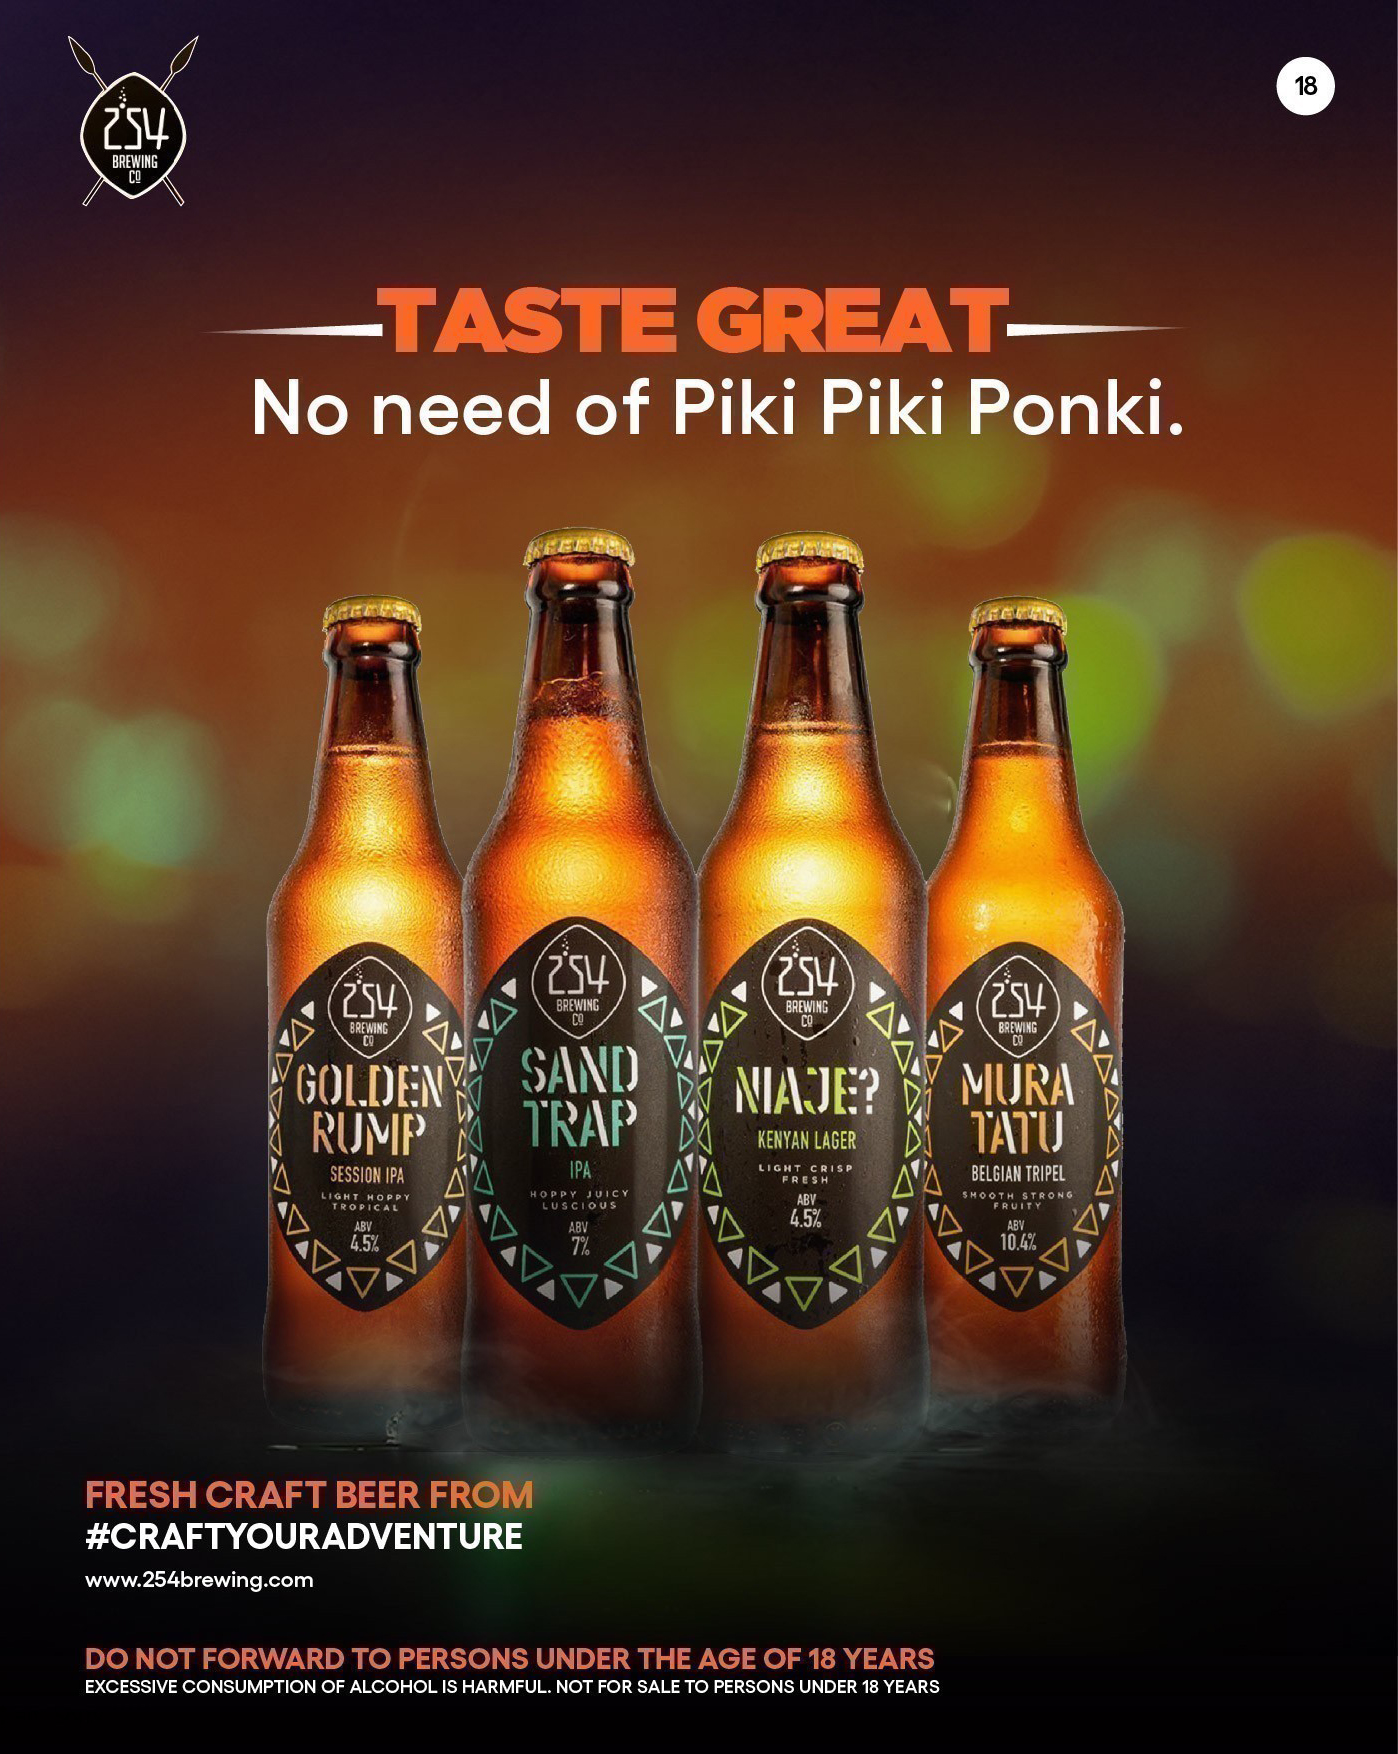 254
BREWING
CO
18
TASTE GREAT
No need of Piki Piki Ponki.
254
BREWING
CO
GOLDEN
RUMP
SESSION IPA
LIGHT HOPPY
TROPICAL
ABV
4.5%
254
BREWING
CO
SAND
TRAP
IPA
HOPPY JUICY
LUSCIOUS
ABV
7%
254
BREWING
CO
NIAJE?
KENYAN LAGER
LIGHT CRISP
FRESH
ABV
4.5%
254
BREWING
CO
MURA
TATU
BELGIAN TRIPEL
SMOOTH STRONG
FRUITY
ABV
10.4%
FRESH CRAFT BEER FROM
#CRAFTYOURADVENTURE
www.254brewing.com
DO NOT FORWARD TO PERSONS UNDER THE AGE OF 18 YEARS
EXCESSIVE CONSUMPTION OF ALCOHOL IS HARMFUL. NOT FOR SALE TO PERSONS UNDER 18 YEARS